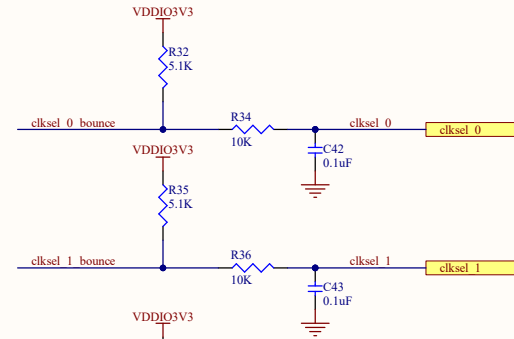 VDDIO3V3
R32
5.1K
clksel_0_bounce
R34
10K
clksel_0
clksel_0
C42
0.1uF
VDDIO3V3
R35
5.1K
clksel_1_bounce
R36
10K
clksel_1
clksel_1
C43
0.1uF
VDDIO3V3